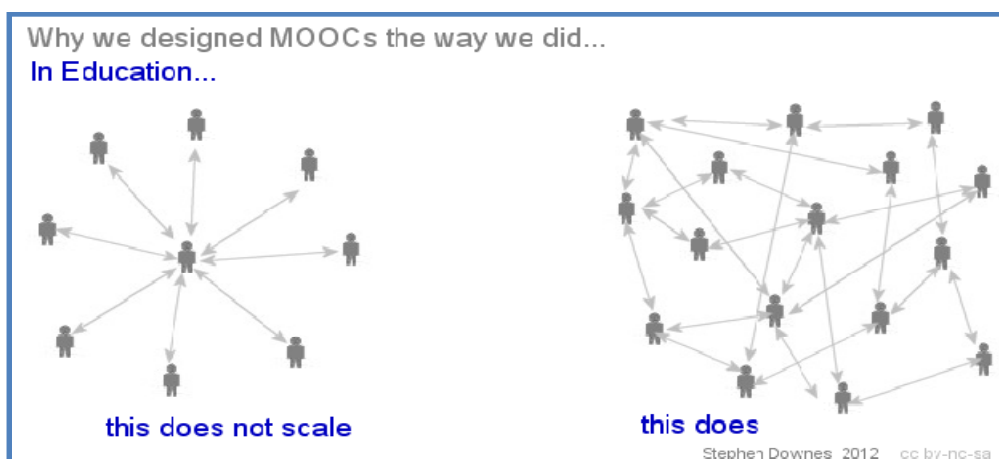 Why we designed MOOCs the way we did...
In Education...
this does not scale
this does
Stephen Downes 2012 cc by-nc-sa